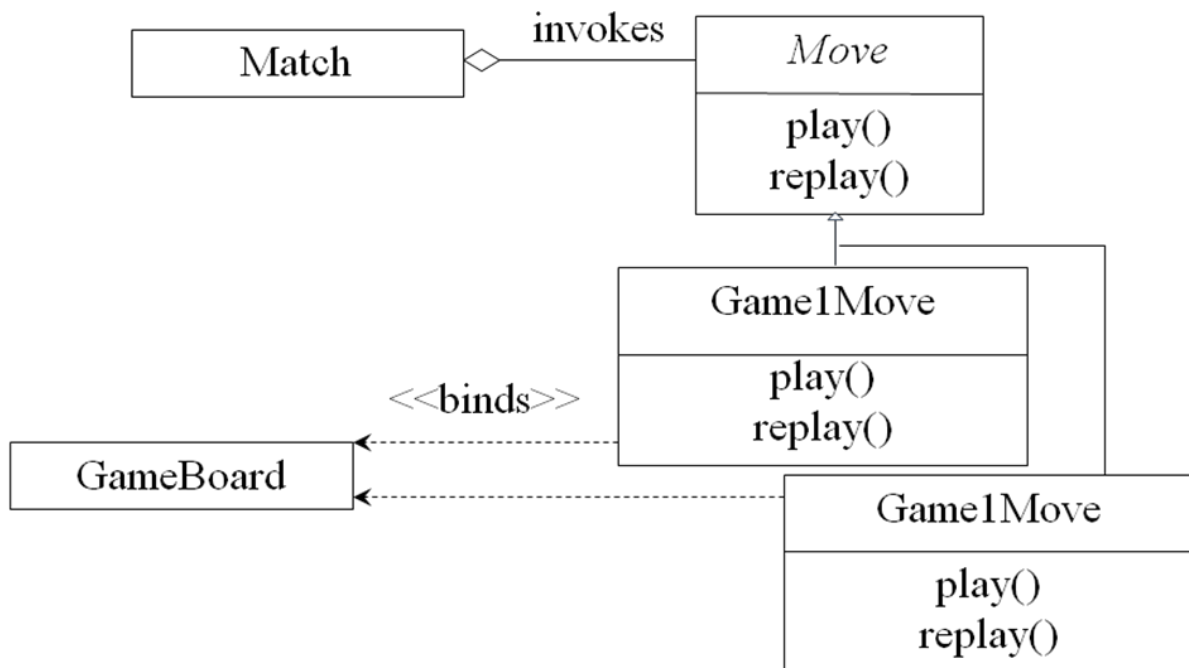 invokes
Match
Move
play()
replay()
Game1Move
play()
replay()
<<binds>>
GameBoard
Game1Move
play()
replay()